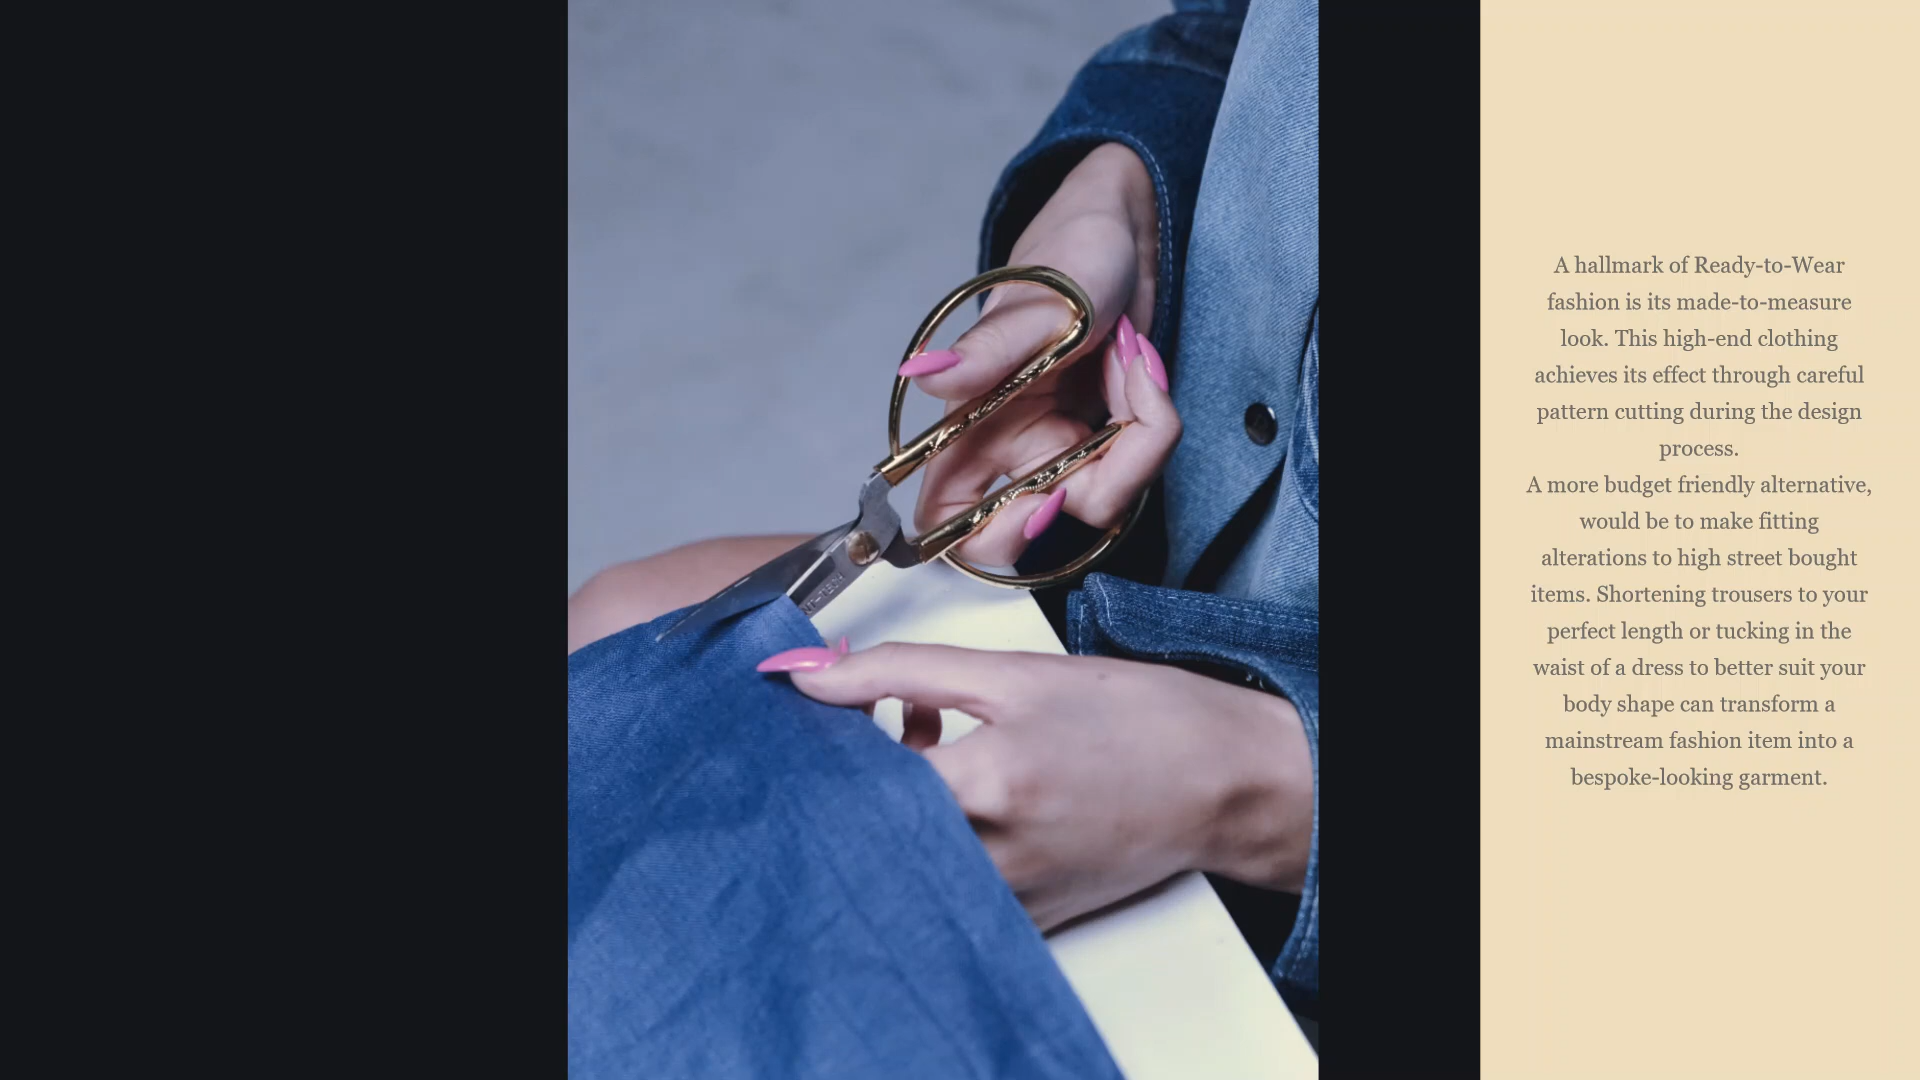 A hallmark of Ready-to-Wear
fashion is its made-to-measure
look. This high-end clothing
achieves its effect through careful
pattern cutting during the design
process.
A more budget friendly alternative,
would be to make fitting
alterations to high street bought
items. Shortening trousers to your
perfect length or tucking in the
waist of a dress to better suit your
body shape can transform a
mainstream fashion item into a
bespoke-looking garment.